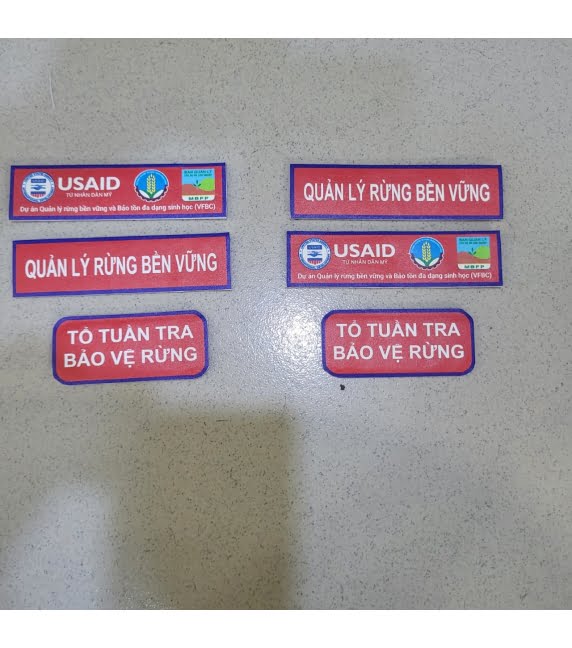 USAID
TỪ NHÂN DÂN MỸ
BAN QUẢN LÝ
MBFP
Dự án Quản lý rừng bền vững và Bảo tồn đa dạng sinh học (VFBC)
QUẢN LÝ RỪNG BỀN VỮNG
TỔ TUẦN TRA
BẢO VỆ RỪNG
QUẢN LÝ RỪNG BỀN VỮNG
USAID
TỪ NHÂN DÂN MỸ
MBFP
Dự án Quản lý rừng bền vững và Bảo tồn đa dạng sinh học (VFBC)
TỔ TUẦN TRA
BẢO VỆ RỪNG